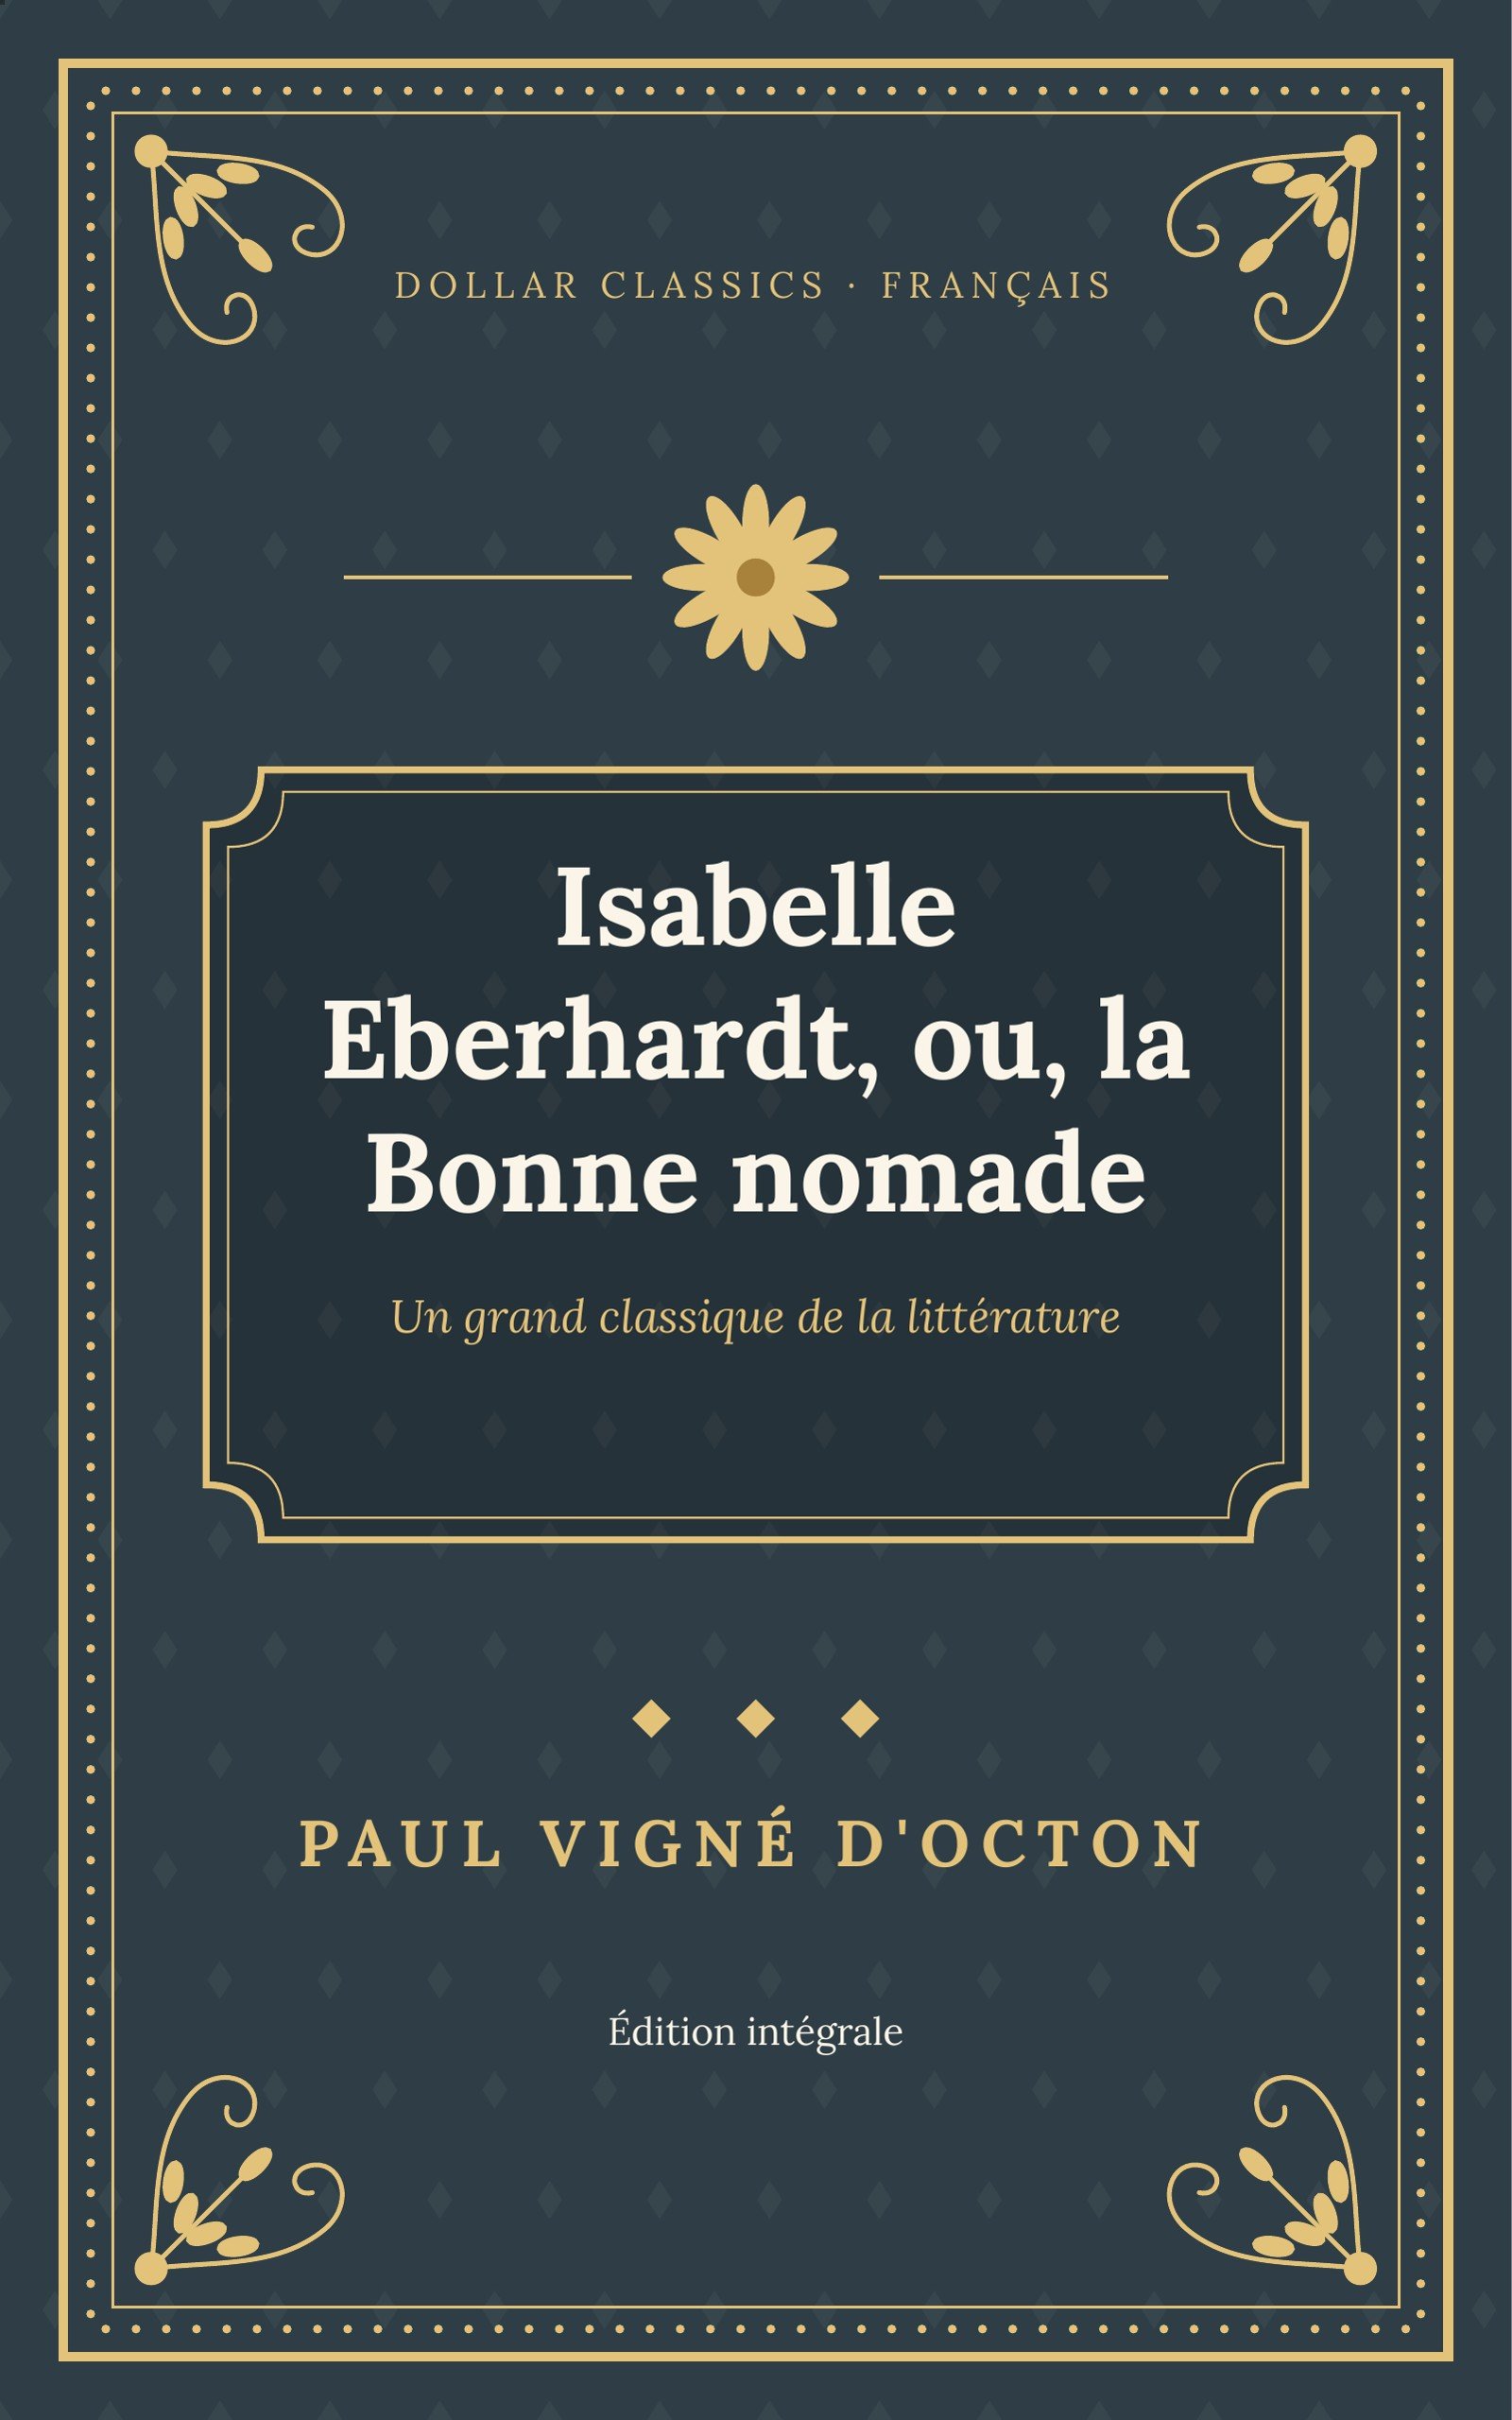 DOLLAR CLASSICS · FRANÇAIS
Isabelle
Eberhardt, ou, la
Bonne nomade
Un grand classique de la littérature
PAUL VIGNÉ D'OCTON
Édition intégrale